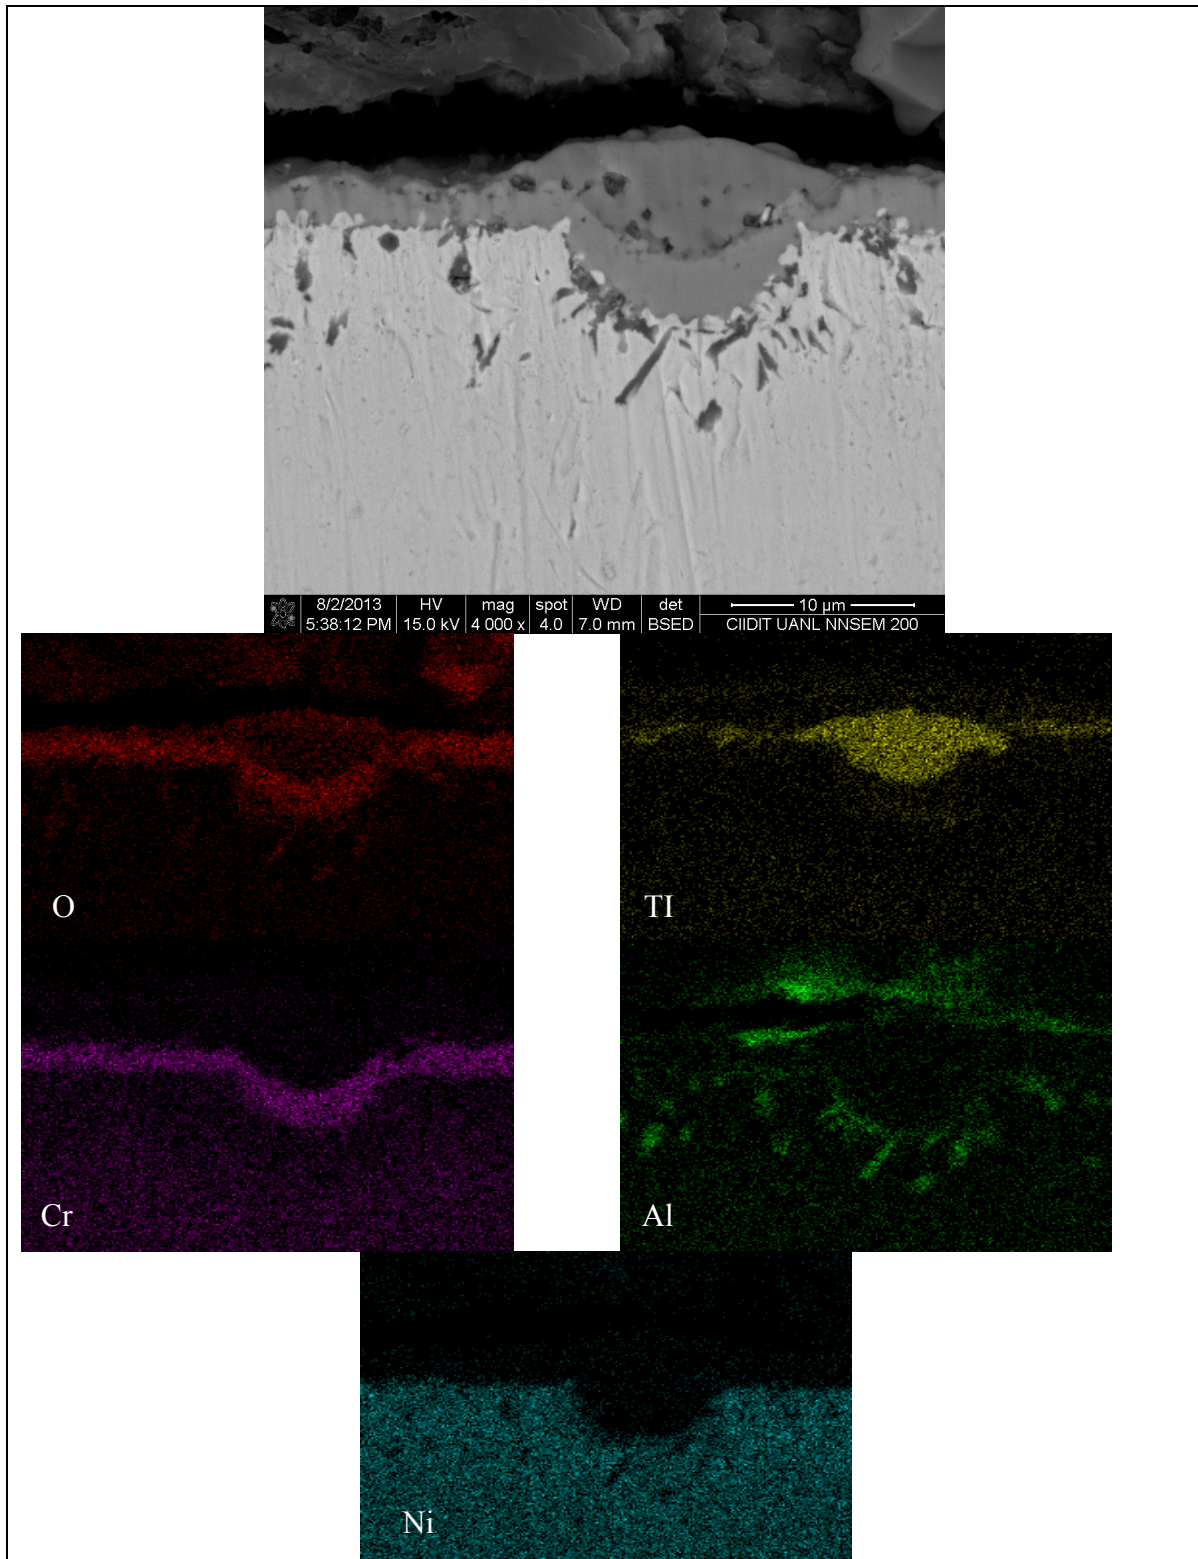 8/2/2013 HV mag spot WD det 10 µm
5:38:12 PM 15.0 kV 4 000 x 4.0 7.0 mm BSED CIIDIT UANL NNSEM 200
O TI
Cr Al
Ni